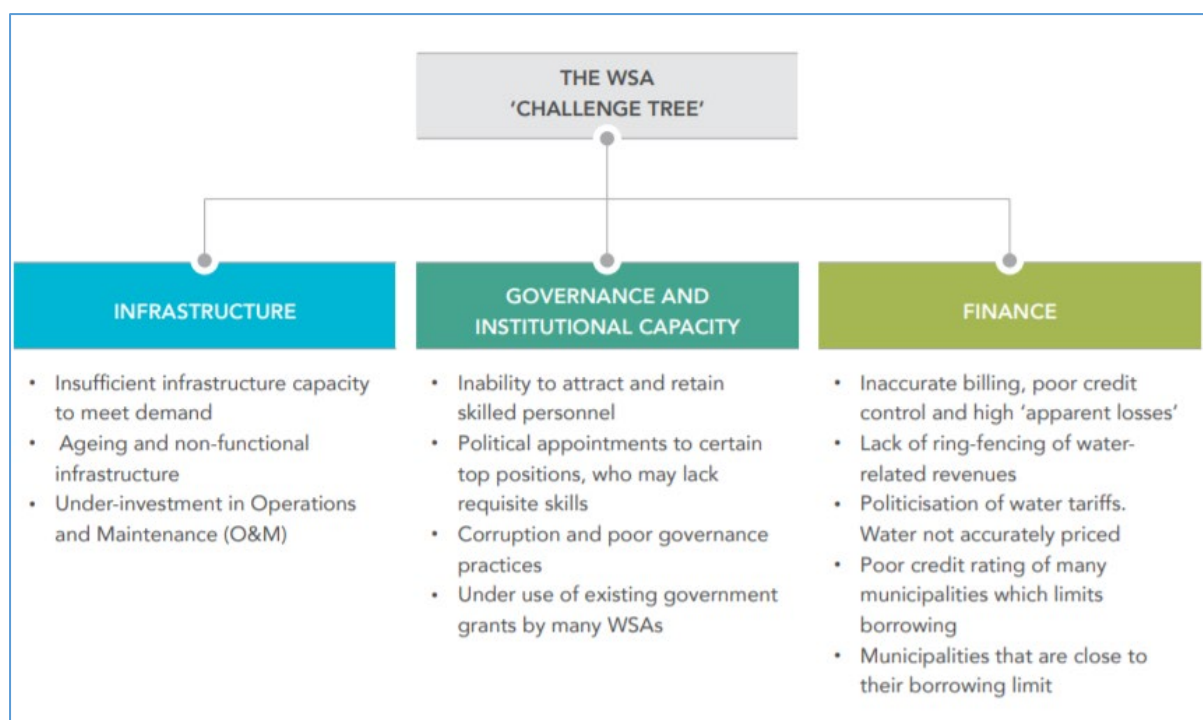 THE WSA
'CHALLENGE TREE'
INFRASTRUCTURE
• Insufficient infrastructure capacity
to meet demand
• Ageing and non-functional
infrastructure
• Under-investment in Operations
and Maintenance (O&M)
GOVERNANCE AND
INSTITUTIONAL CAPACITY
• Inability to attract and retain
skilled personnel
• Political appointments to certain
top positions, who may lack
requisite skills
• Corruption and poor governance
practices
• Under use of existing government
grants by many WSAs
FINANCE
• Inaccurate billing, poor credit
control and high 'apparent losses'
• Lack of ring-fencing of water-
related revenues
• Politicisation of water tariffs.
Water not accurately priced
• Poor credit rating of many
municipalities which limits
borrowing
• Municipalities that are close to
their borrowing limit